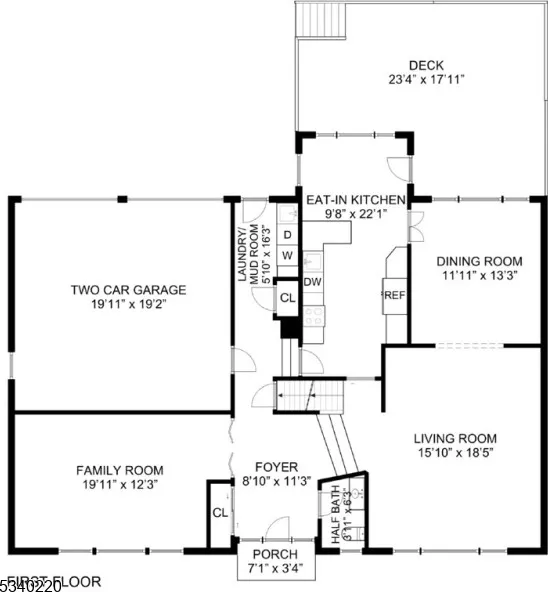 DECK
23'4" x 17'11"
EAT-IN KITCHEN
9'8" x 22'1"
LAUNDRY/
MUD ROOM
5'10" x 16'3"
D
W
CL
DW
REF
DINING ROOM
11'11" x 13'3"
TWO CAR GARAGE
19'11" x 19'2"
LIVING ROOM
15'10" x 18'5"
FAMILY ROOM
19'11" x 12'3"
FOYER
8'10" x 11'3"
CL
HALF BATH
3'11" x 6'3"
PORCH
7'1" x 3'4"
5340220
FIRST FLOOR